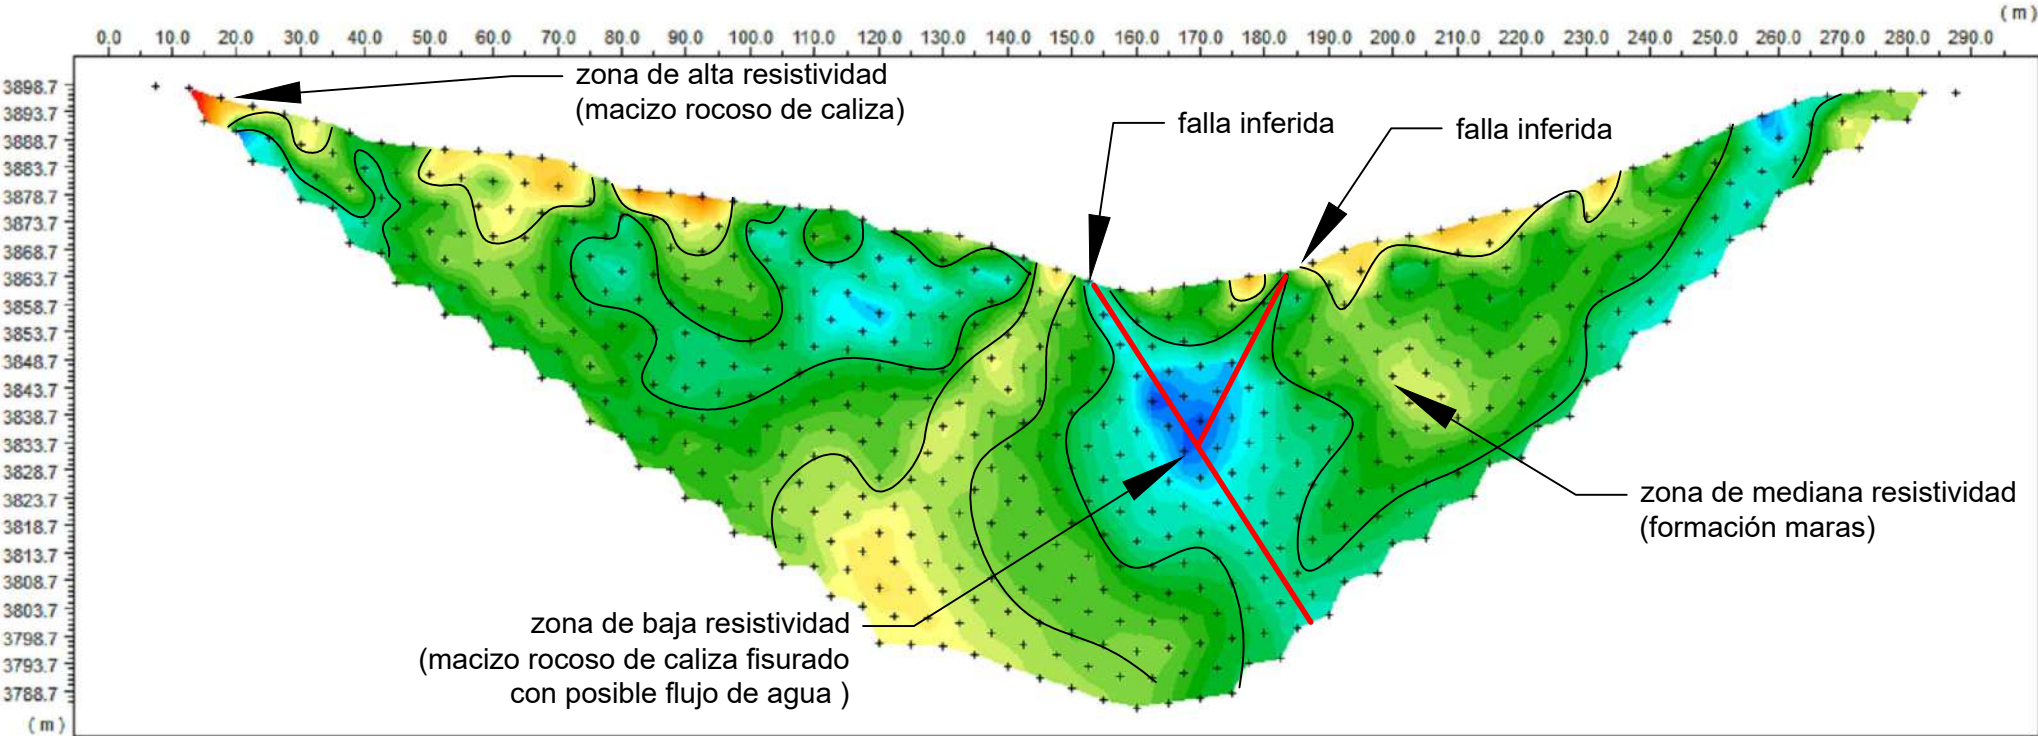 (m)
0.0 10.0 20.0 30.0 40.0 50.0 60.0 70.0 80.0 90.0 100.0 110.0 120.0 130.0 140.0 150.0 160.0 170.0 180.0 190.0 200.0 210.0 220.0 230.0 240.0 250.0 260.0 270.0 280.0 290.0
zona de alta resistividad
(macizo rocoso de caliza)
falla inferida
falla inferida
3898.7
3893.7
3888.7
3883.7
3878.7
3873.7
3868.7
3863.7
3858.7
3853.7
3848.7
3843.7
3838.7
3833.7
3828.7
3823.7
3818.7
3813.7
3808.7
3803.7
3798.7
3793.7
3788.7
(m)
zona de mediana resistividad
(formación maras)
zona de baja resistividad
(macizo rocoso de caliza fisurado
con posible flujo de agua )